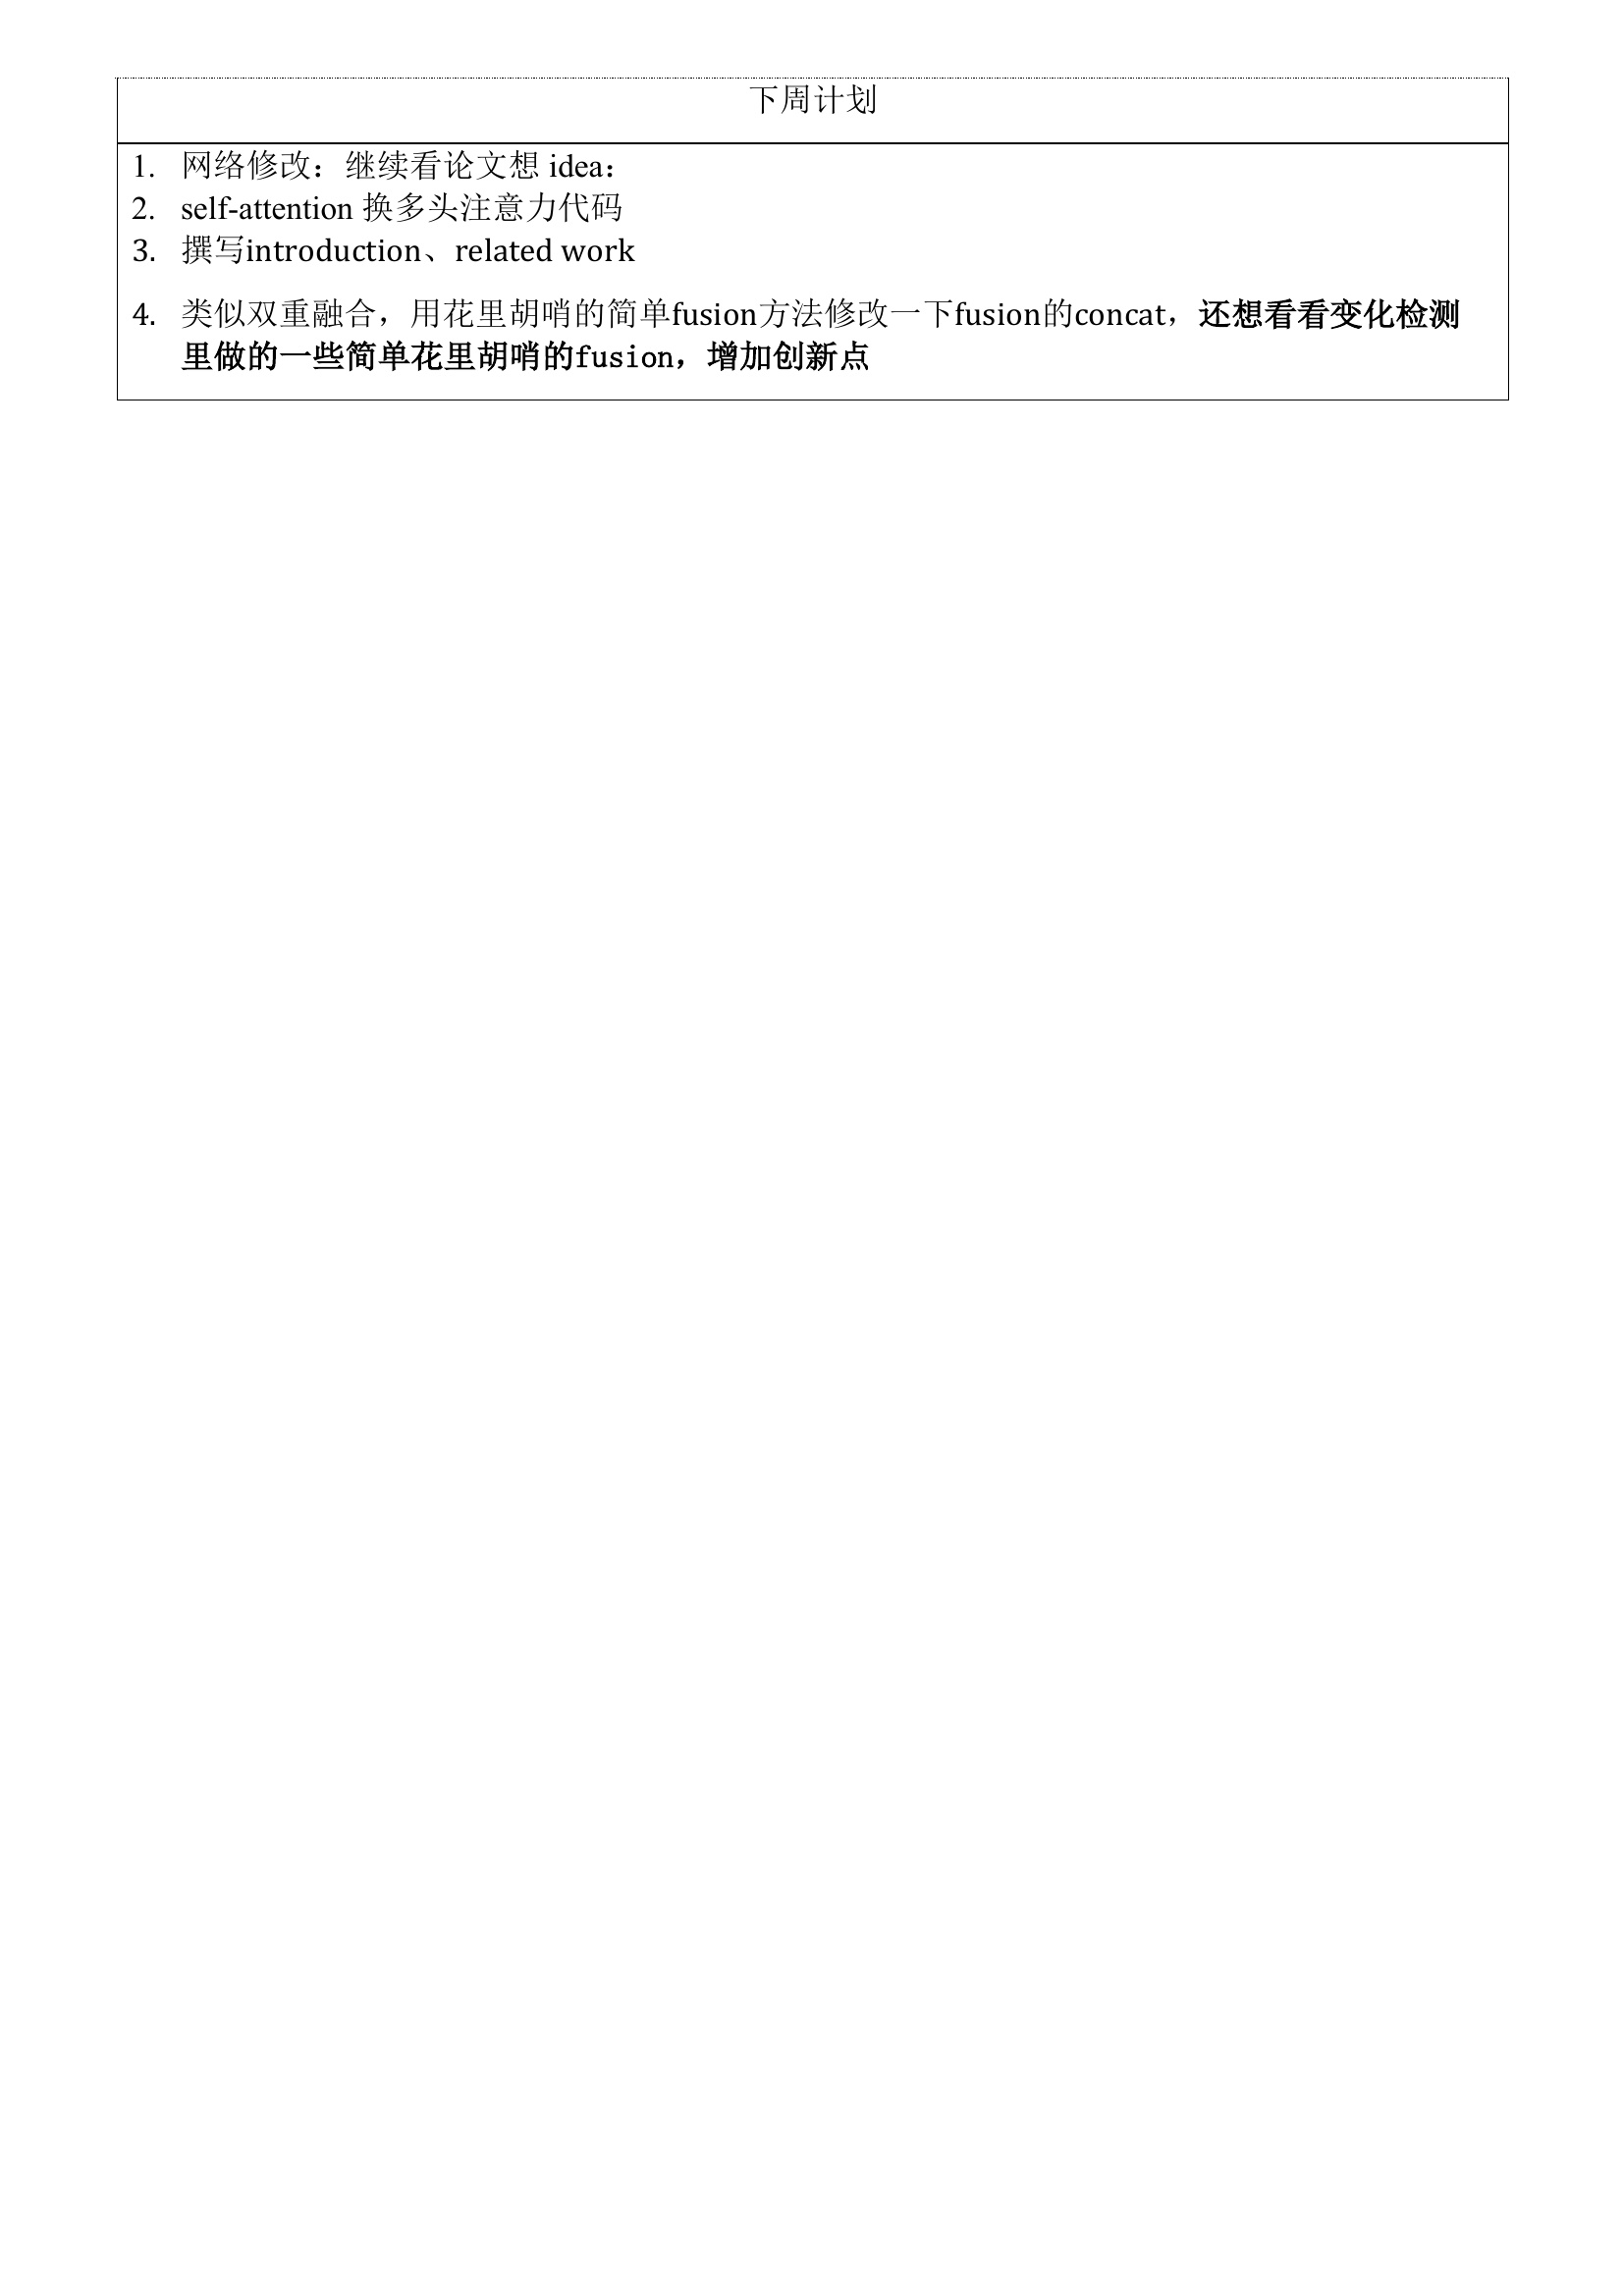 下周计划
1. 网络修改：继续看论文想 idea：
2. self-attention 换多头注意力代码
3. 撰写introduction、related work
4. 类似双重融合，用花里胡哨的简单fusion方法修改一下fusion的concat，还想看看变化检测
里做的一些简单花里胡哨的fusion，增加创新点